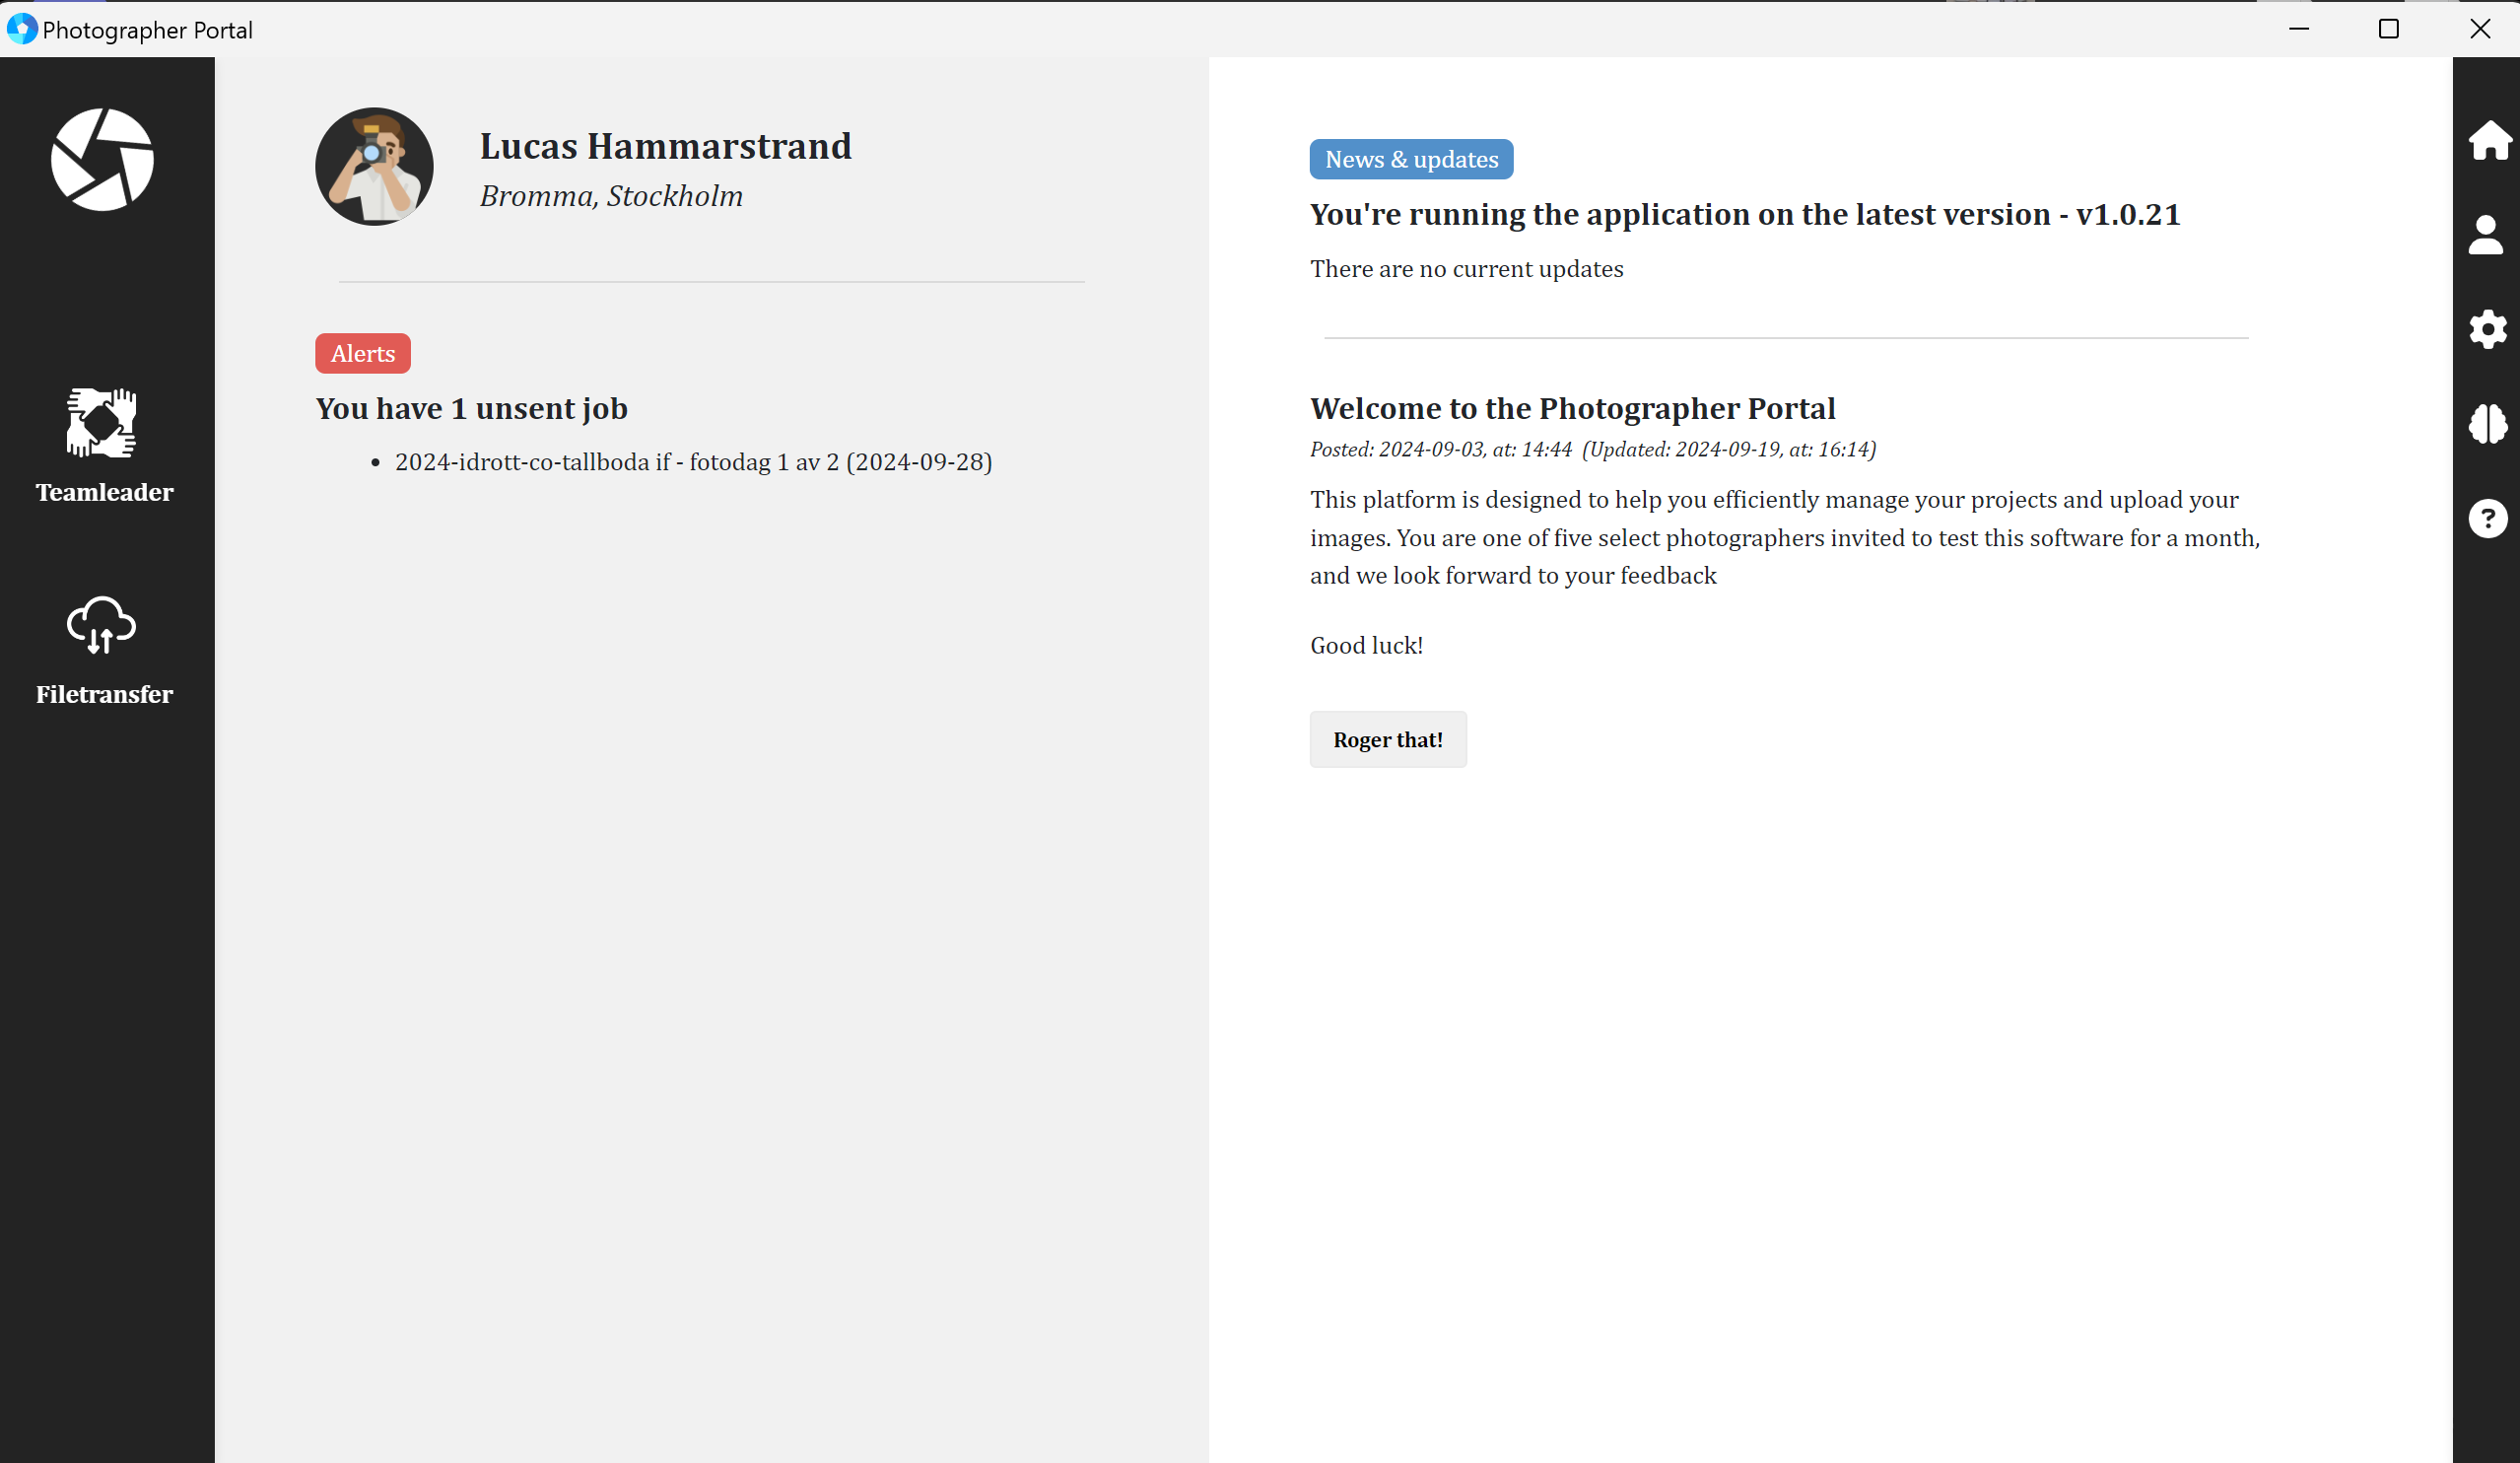 Photographer Portal
Teamleader
Filetransfer
Lucas Hammarstrand
Bromma, Stockholm
Alerts
You have 1 unsent job
• 2024-idrott-co-tallboda if - fotodag 1 av 2 (2024-09-28)
News & updates
You're running the application on the latest version - v1.0.21
There are no current updates
Welcome to the Photographer Portal
Posted: 2024-09-03, at: 14:44 (Updated: 2024-09-19, at: 16:14)
This platform is designed to help you efficiently manage your projects and upload your
images. You are one of five select photographers invited to test this software for a month,
and we look forward to your feedback
Good luck!
Roger that!